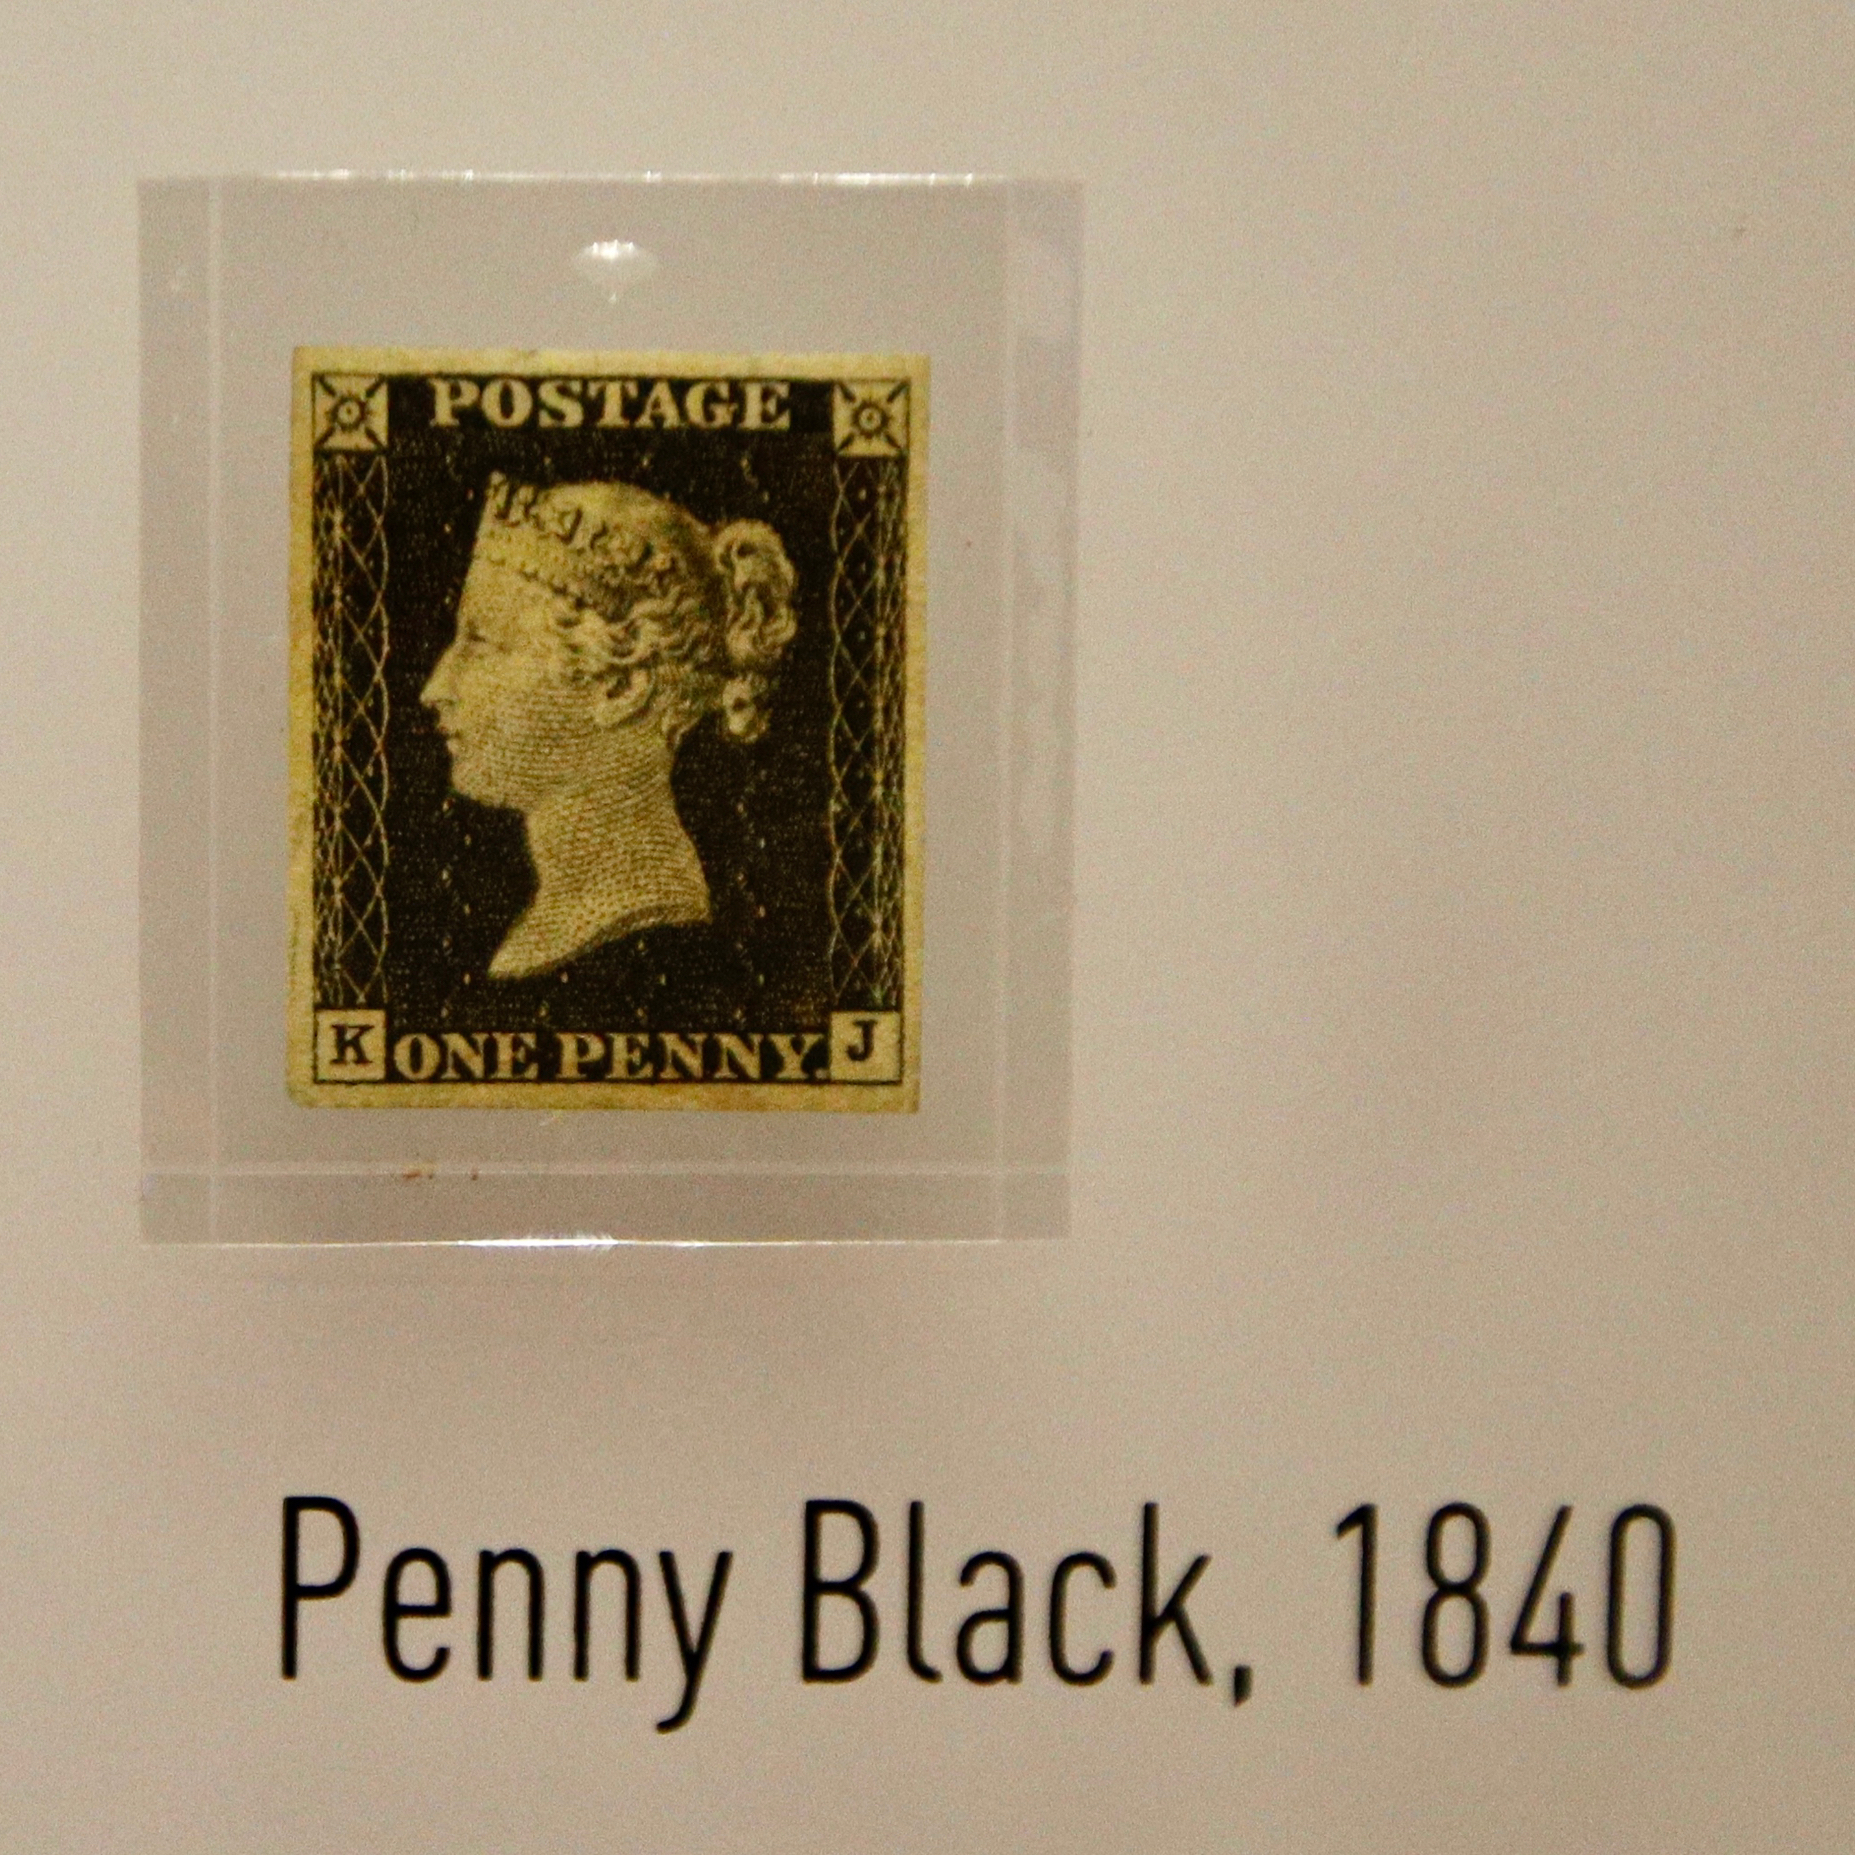 POSTAGE
K ONE PENNY. J
Penny Black, 1840